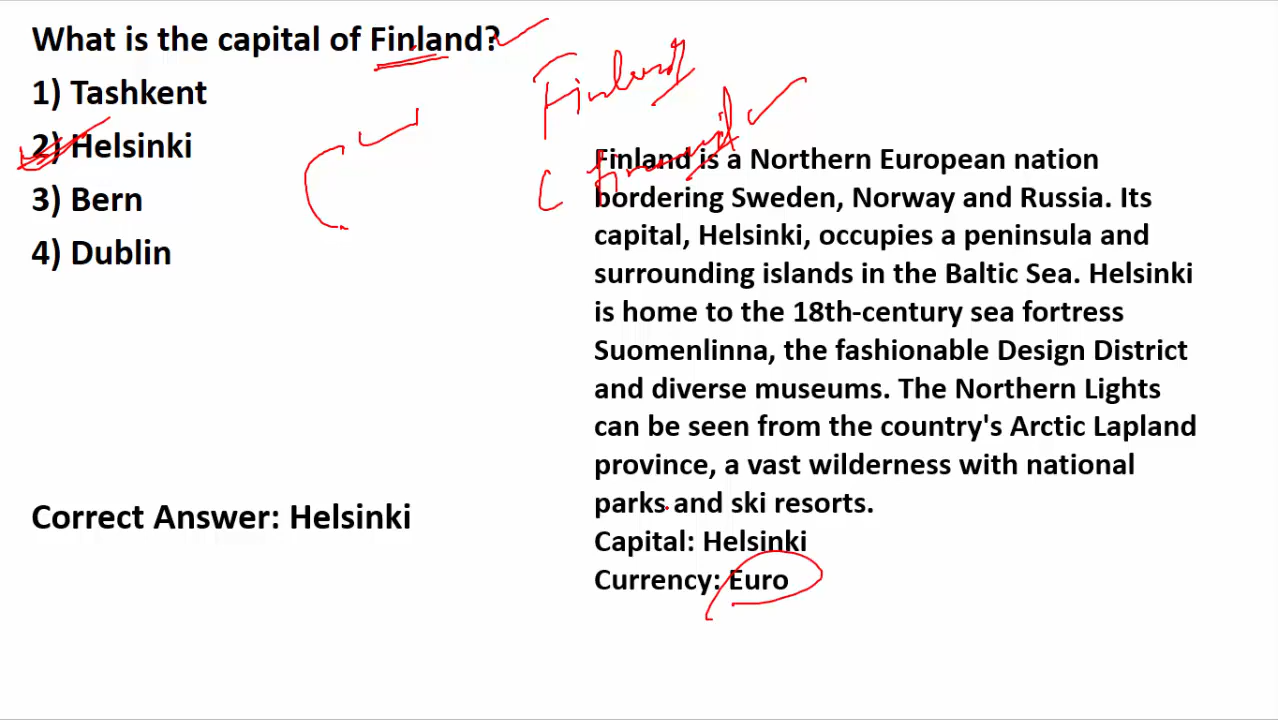 What is the capital of Finland?
1) Tashkent
2) Helsinki
3) Bern
4) Dublin
Correct Answer: Helsinki
Finland
Finland is a Northern European nation
bordering Sweden, Norway and Russia. Its
capital, Helsinki, occupies a peninsula and
surrounding islands in the Baltic Sea. Helsinki
is home to the 18th-century sea fortress
Suomenlinna, the fashionable Design District
and diverse museums. The Northern Lights
can be seen from the country's Arctic Lapland
province, a vast wilderness with national
parks and ski resorts.
Capital: Helsinki
Currency: Euro